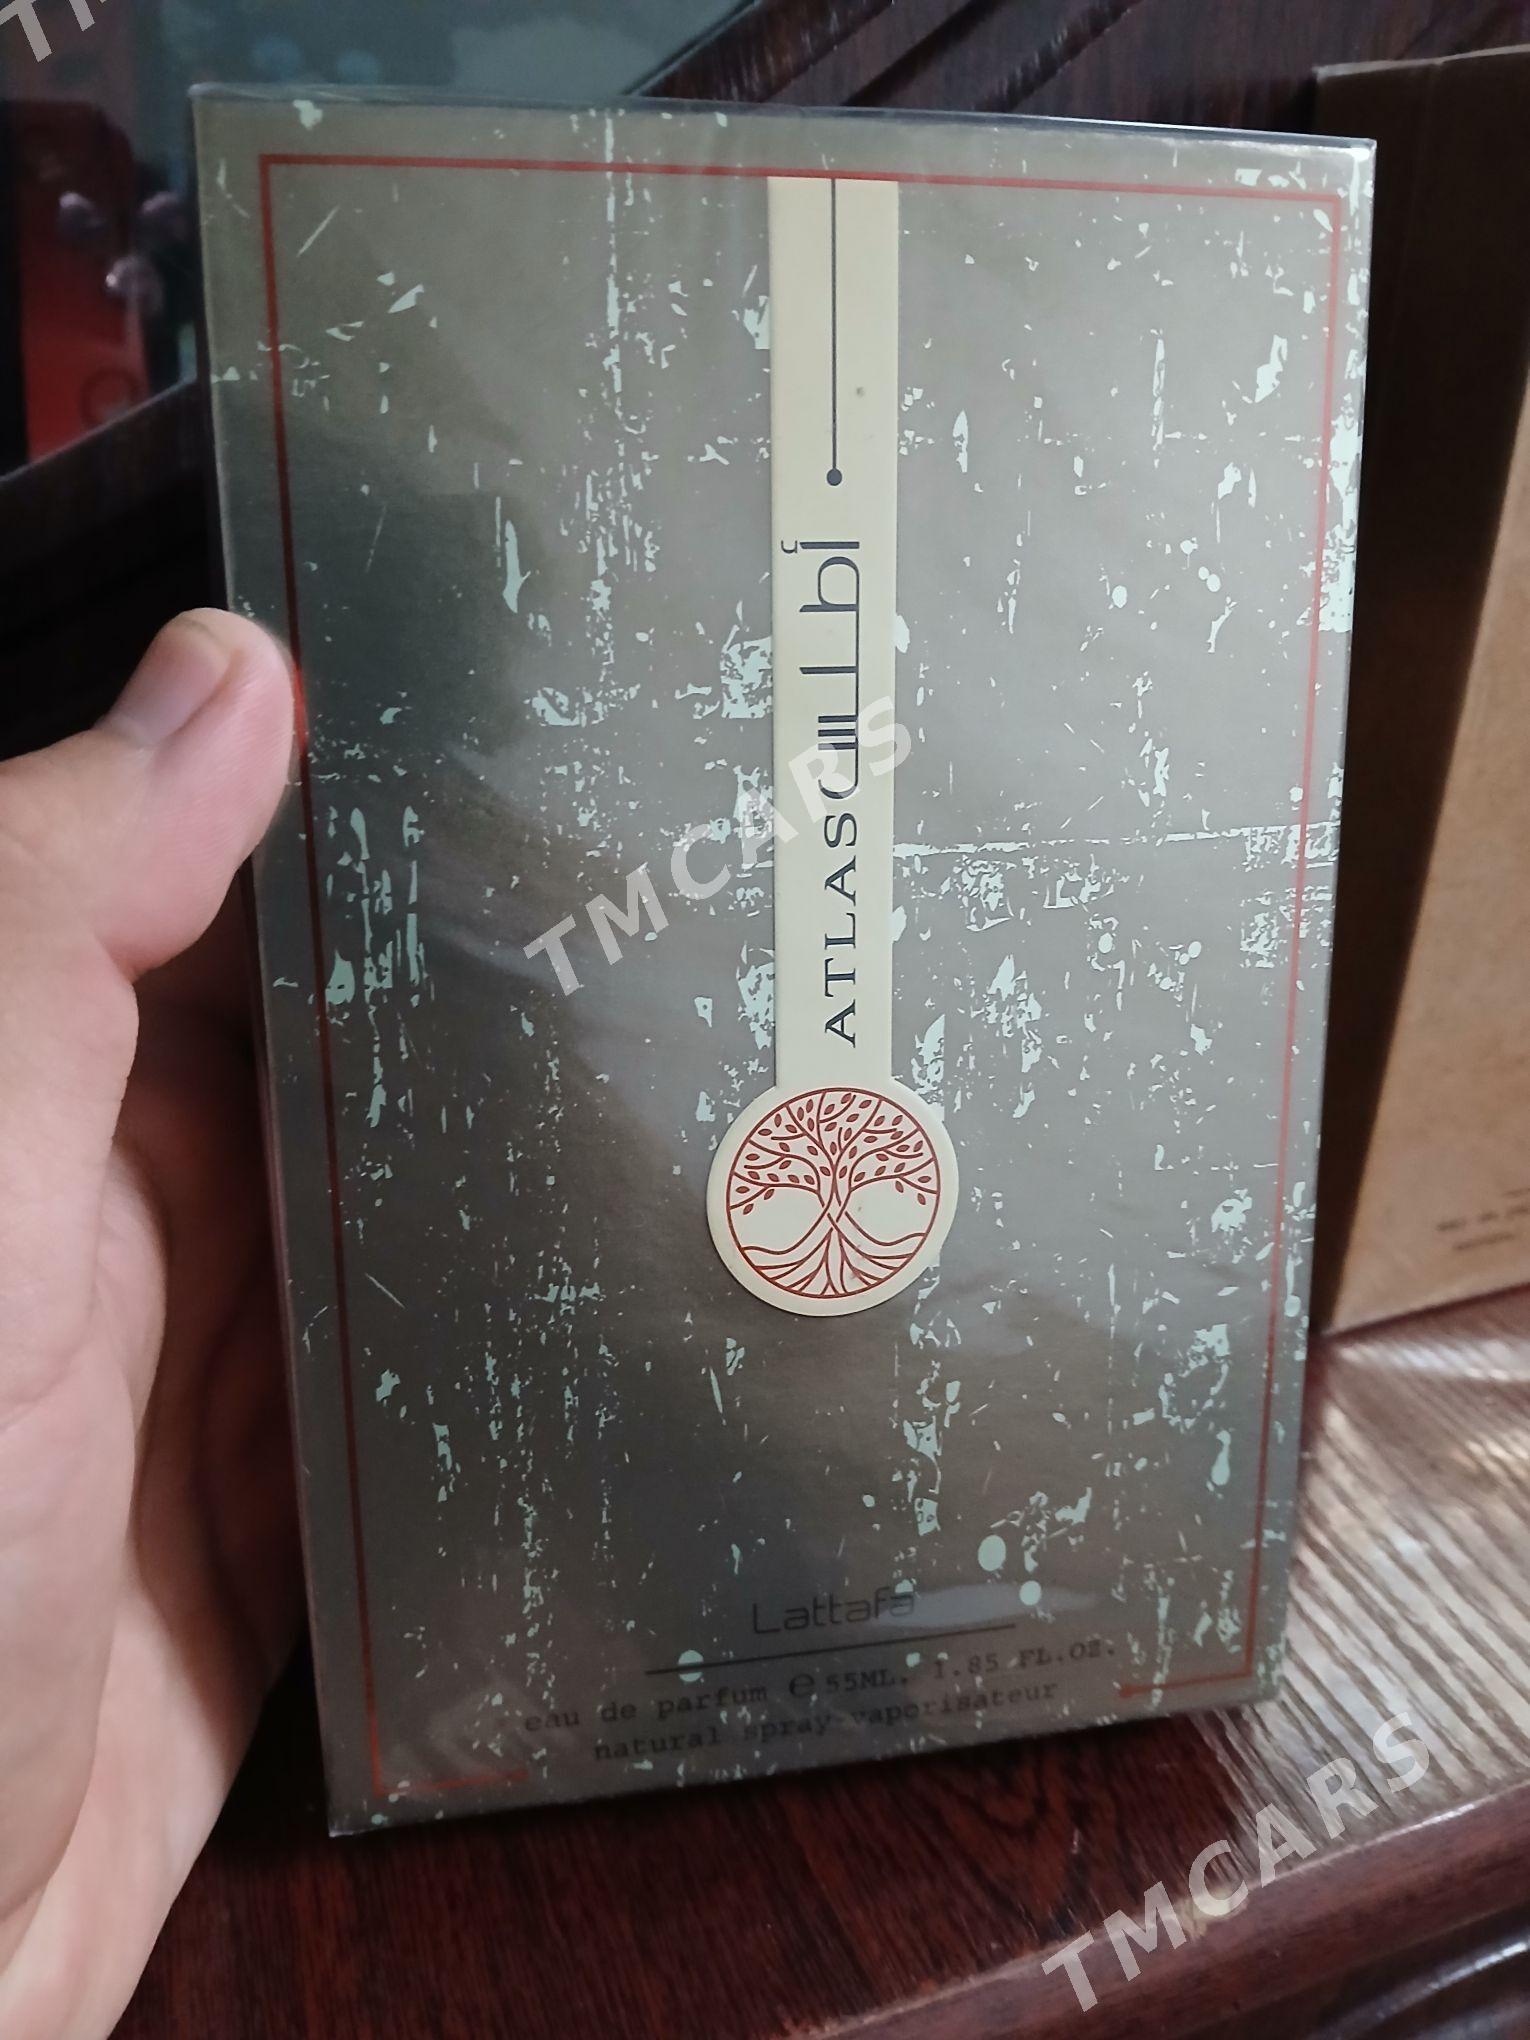 أطلس
ATLAS
Lattafa
eau de parfum ℮ 55ML. 1.85 FL.OZ.
natural spray-vaporisateur
TMCARS
TMCARS